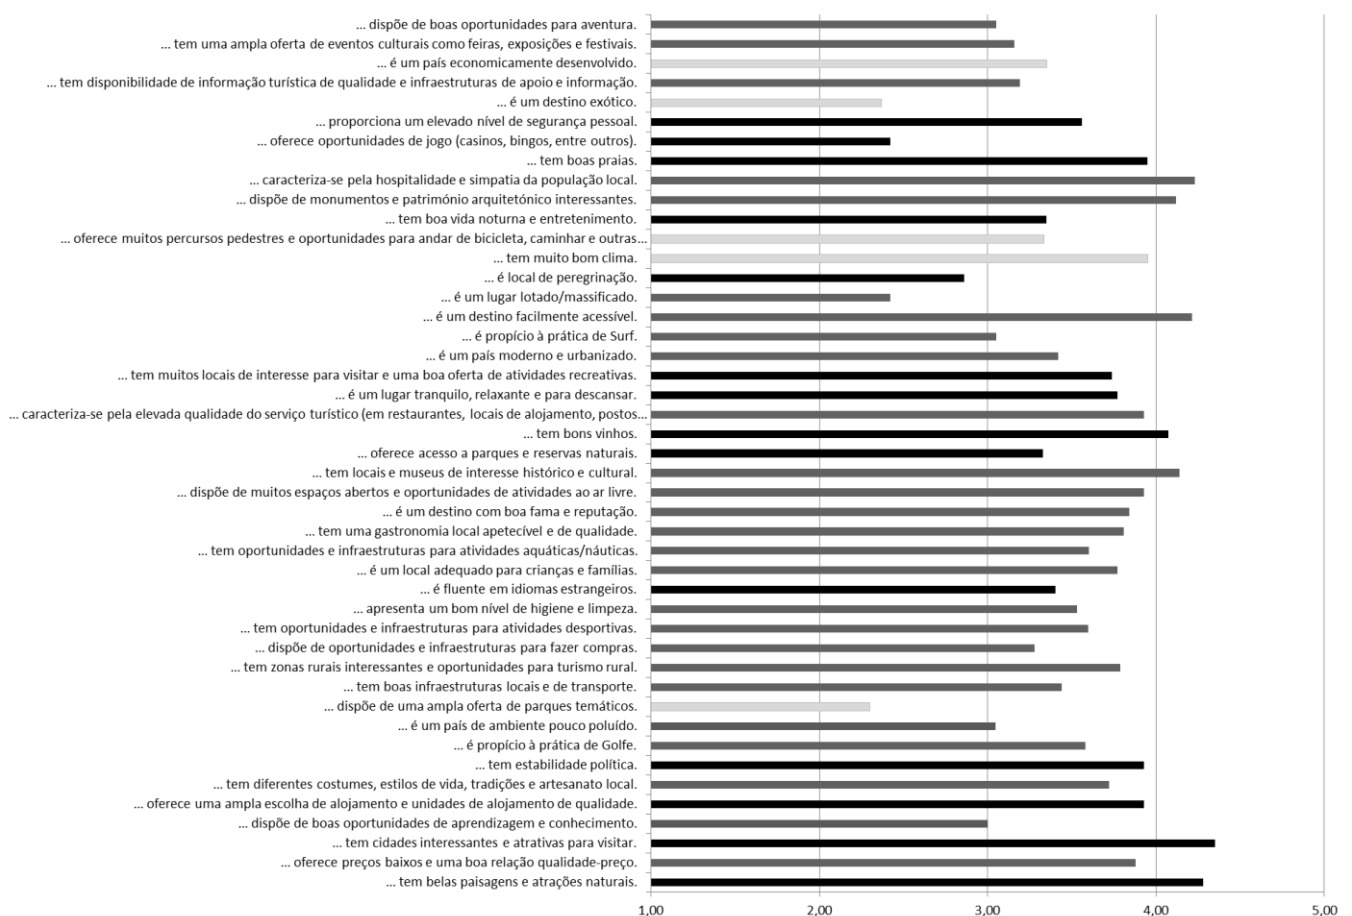 ... dispõe de boas oportunidades para aventura.
... tem uma ampla oferta de eventos culturais como feiras, exposições e festivais.
... é um país economicamente desenvolvido.
... tem disponibilidade de informação turística de qualidade e infraestruturas de apoio e informação.
... é um destino exótico.
... proporciona um elevado nível de segurança pessoal.
... oferece oportunidades de jogo (casinos, bingos, entre outros).
... tem boas praias.
... caracteriza-se pela hospitalidade e simpatia da população local.
... dispõe de monumentos e património arquitetónico interessantes.
... tem boa vida noturna e entretenimento.
... oferece muitos percursos pedestres e oportunidades para andar de bicicleta, caminhar e outras...
... tem muito bom clima.
... é local de peregrinação.
... é um lugar lotado/massificado.
... é um destino facilmente acessível.
... é propício à prática de Surf.
... é um país moderno e urbanizado.
... tem muitos locais de interesse para visitar e uma boa oferta de atividades recreativas.
... é um lugar tranquilo, relaxante e para descansar.
... caracteriza-se pela elevada qualidade do serviço turístico (em restaurantes, locais de alojamento, postos...
... tem bons vinhos.
... oferece acesso a parques e reservas naturais.
... tem locais e museus de interesse histórico e cultural.
... dispõe de muitos espaços abertos e oportunidades de atividades ao ar livre.
... é um destino com boa fama e reputação.
... tem uma gastronomia local apetecível e de qualidade.
... tem oportunidades e infraestruturas para atividades aquáticas/náuticas.
... é um local adequado para crianças e famílias.
... é fluente em idiomas estrangeiros.
... apresenta um bom nível de higiene e limpeza.
... tem oportunidades e infraestruturas para atividades desportivas.
... dispõe de oportunidades e infraestruturas para fazer compras.
... tem zonas rurais interessantes e oportunidades para turismo rural.
... tem boas infraestruturas locais e de transporte.
... dispõe de uma ampla oferta de parques temáticos.
... é um país de ambiente pouco poluído.
... é propício à prática de Golfe.
... tem estabilidade política.
... tem diferentes costumes, estilos de vida, tradições e artesanato local.
... oferece uma ampla escolha de alojamento e unidades de alojamento de qualidade.
... dispõe de boas oportunidades de aprendizagem e conhecimento.
... tem cidades interessantes e atrativas para visitar.
... oferece preços baixos e uma boa relação qualidade-preço.
... tem belas paisagens e atrações naturais.
1,00 2,00 3,00 4,00 5,00